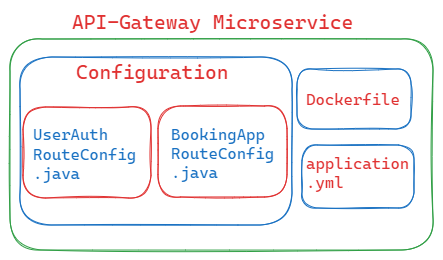 API-Gateway Microservice
Configuration
UserAuth
RouteConfig
.java
BookingApp
RouteConfig
.java
Dockerfile
application
.yml